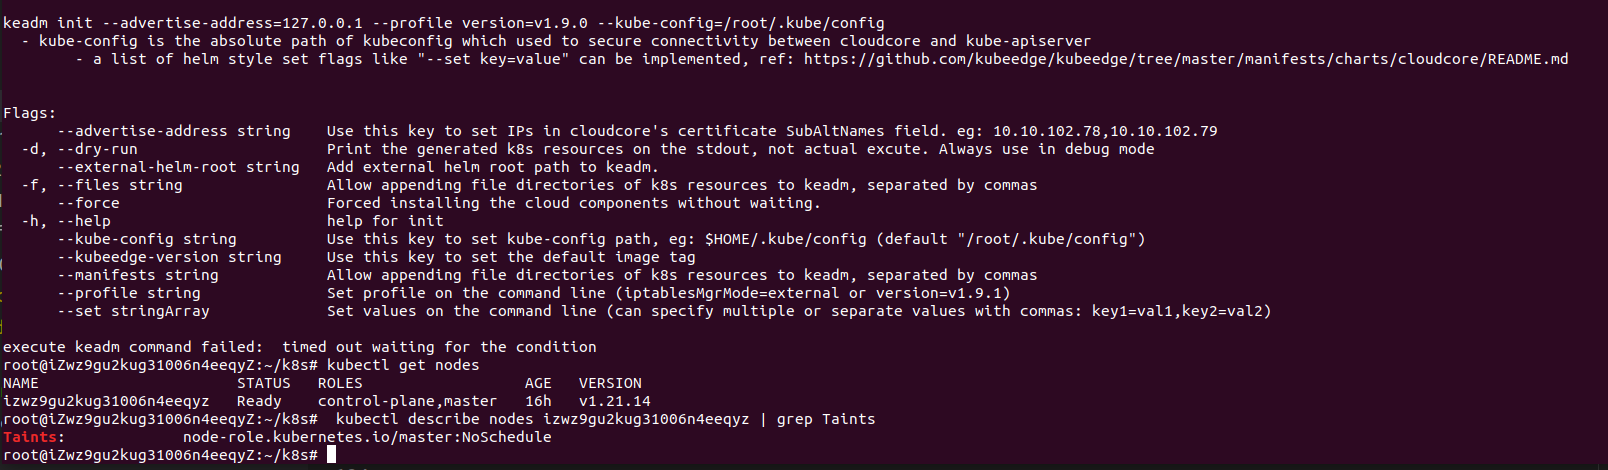 keadm init --advertise-address=127.0.0.1 --profile version=v1.9.0 --kube-config=/root/.kube/config
- kube-config is the absolute path of kubeconfig which used to secure connectivity between cloudcore and kube-apiserver
- a list of helm style set flags like "--set key=value" can be implemented, ref: https://github.com/kubeedge/kubeedge/tree/master/manifests/charts/cloudcore/README.md
Flags:
--advertise-address string    Use this key to set IPs in cloudcore's certificate SubAltNames field. eg: 10.10.102.78,10.10.102.79
-d, --dry-run                     Print the generated k8s resources on the stdout, not actual excute. Always use in debug mode
--external-helm-root string   Add external helm root path to keadm.
-f, --files string                Allow appending file directories of k8s resources to keadm, separated by commas
--force                       Forced installing the cloud components without waiting.
-h, --help                        help for init
--kube-config string          Use this key to set kube-config path, eg: $HOME/.kube/config (default "/root/.kube/config")
--kubeedge-version string     Use this key to set the default image tag
--manifests string            Allow appending file directories of k8s resources to keadm, separated by commas
--profile string              Set profile on the command line (iptablesMgrMode=external or version=v1.9.1)
--set stringArray             Set values on the command line (can specify multiple or separate values with commas: key1=val1,key2=val2)
execute keadm command failed:  timed out waiting for the condition
root@iZwz9gu2kug31006n4eeqyZ:~/k8s# kubectl get nodes
NAME                      STATUS   ROLES                  AGE   VERSION
izwz9gu2kug31006n4eeqyz   Ready    control-plane,master   16h   v1.21.14
root@iZwz9gu2kug31006n4eeqyZ:~/k8s#  kubectl describe nodes izwz9gu2kug31006n4eeqyz | grep Taints
Taints:             node-role.kubernetes.io/master:NoSchedule
root@iZwz9gu2kug31006n4eeqyZ:~/k8s#